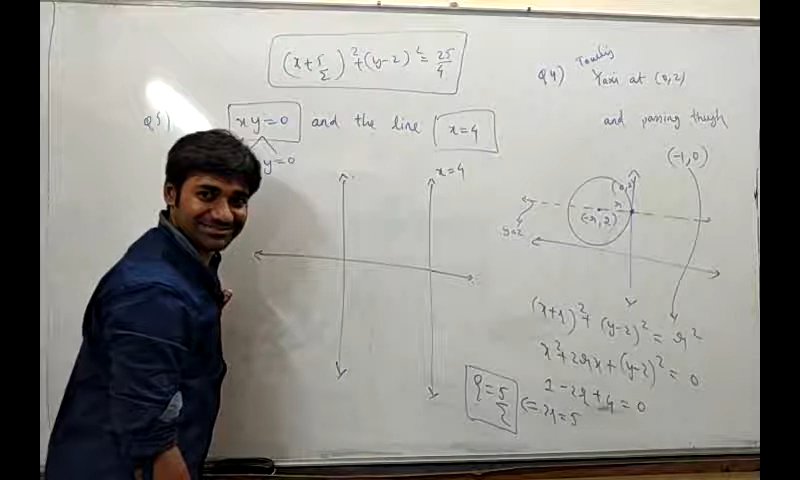 (x+5/2)²+(y-2)²=25/4
Q5) xy=0 and the line x=4
y=0
x=4
Q4) Touching
Yaxis at (0,2)
and passing though
(-1,0)
(0,2)
r
(-r,2)
y=2
(x+r)²+(y-2)²=r²
x²+2rx+(y-2)²=0
1-2r+4=0
r=5/2 <=2r=5